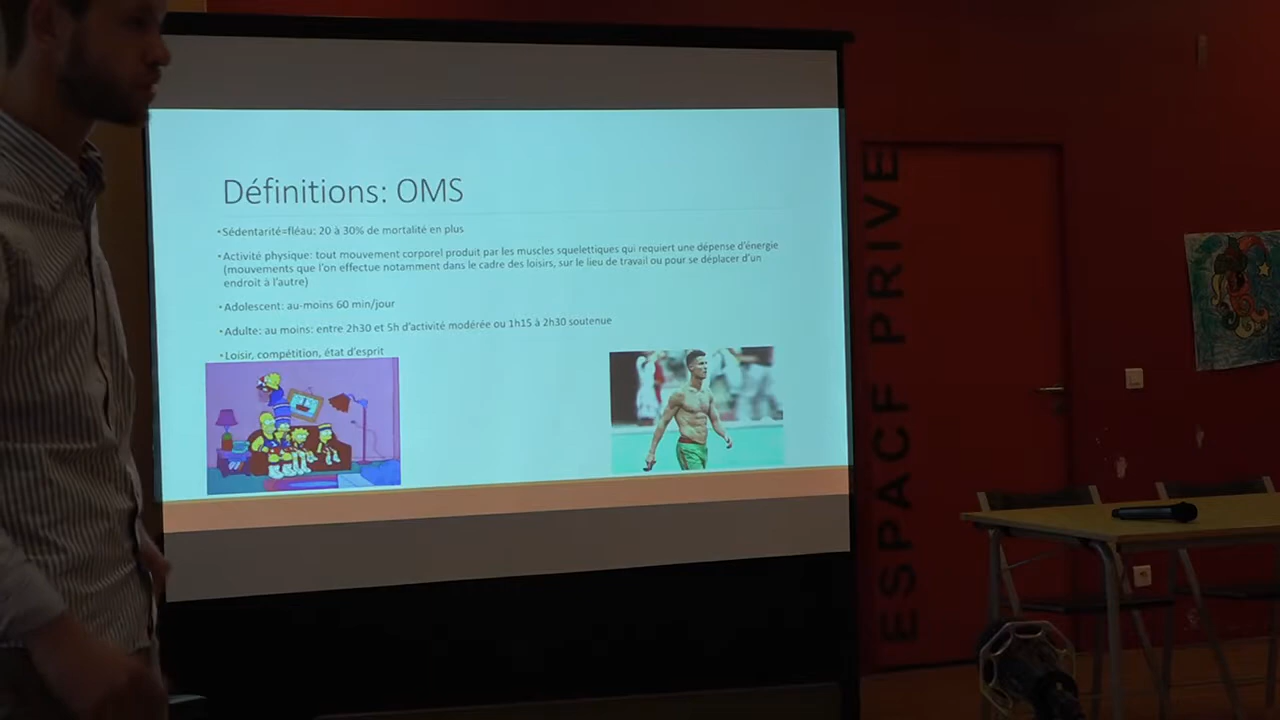 Définitions: OMS
•Sédentarité=fléau: 20 à 30% de mortalité en plus
•Activité physique: tout mouvement corporel produit par les muscles squelettiques qui requiert une dépense d'énergie
(mouvements que l'on effectue notamment dans le cadre des loisirs, sur le lieu de travail ou pour se déplacer d'un
endroit à l'autre)
•Adolescent: au-moins 60 min/jour
•Adulte: au moins: entre 2h30 et 5h d'activité modérée ou 1h15 à 2h30 soutenue
•Loisir, compétition, état d'esprit
ESPACE PRIVE